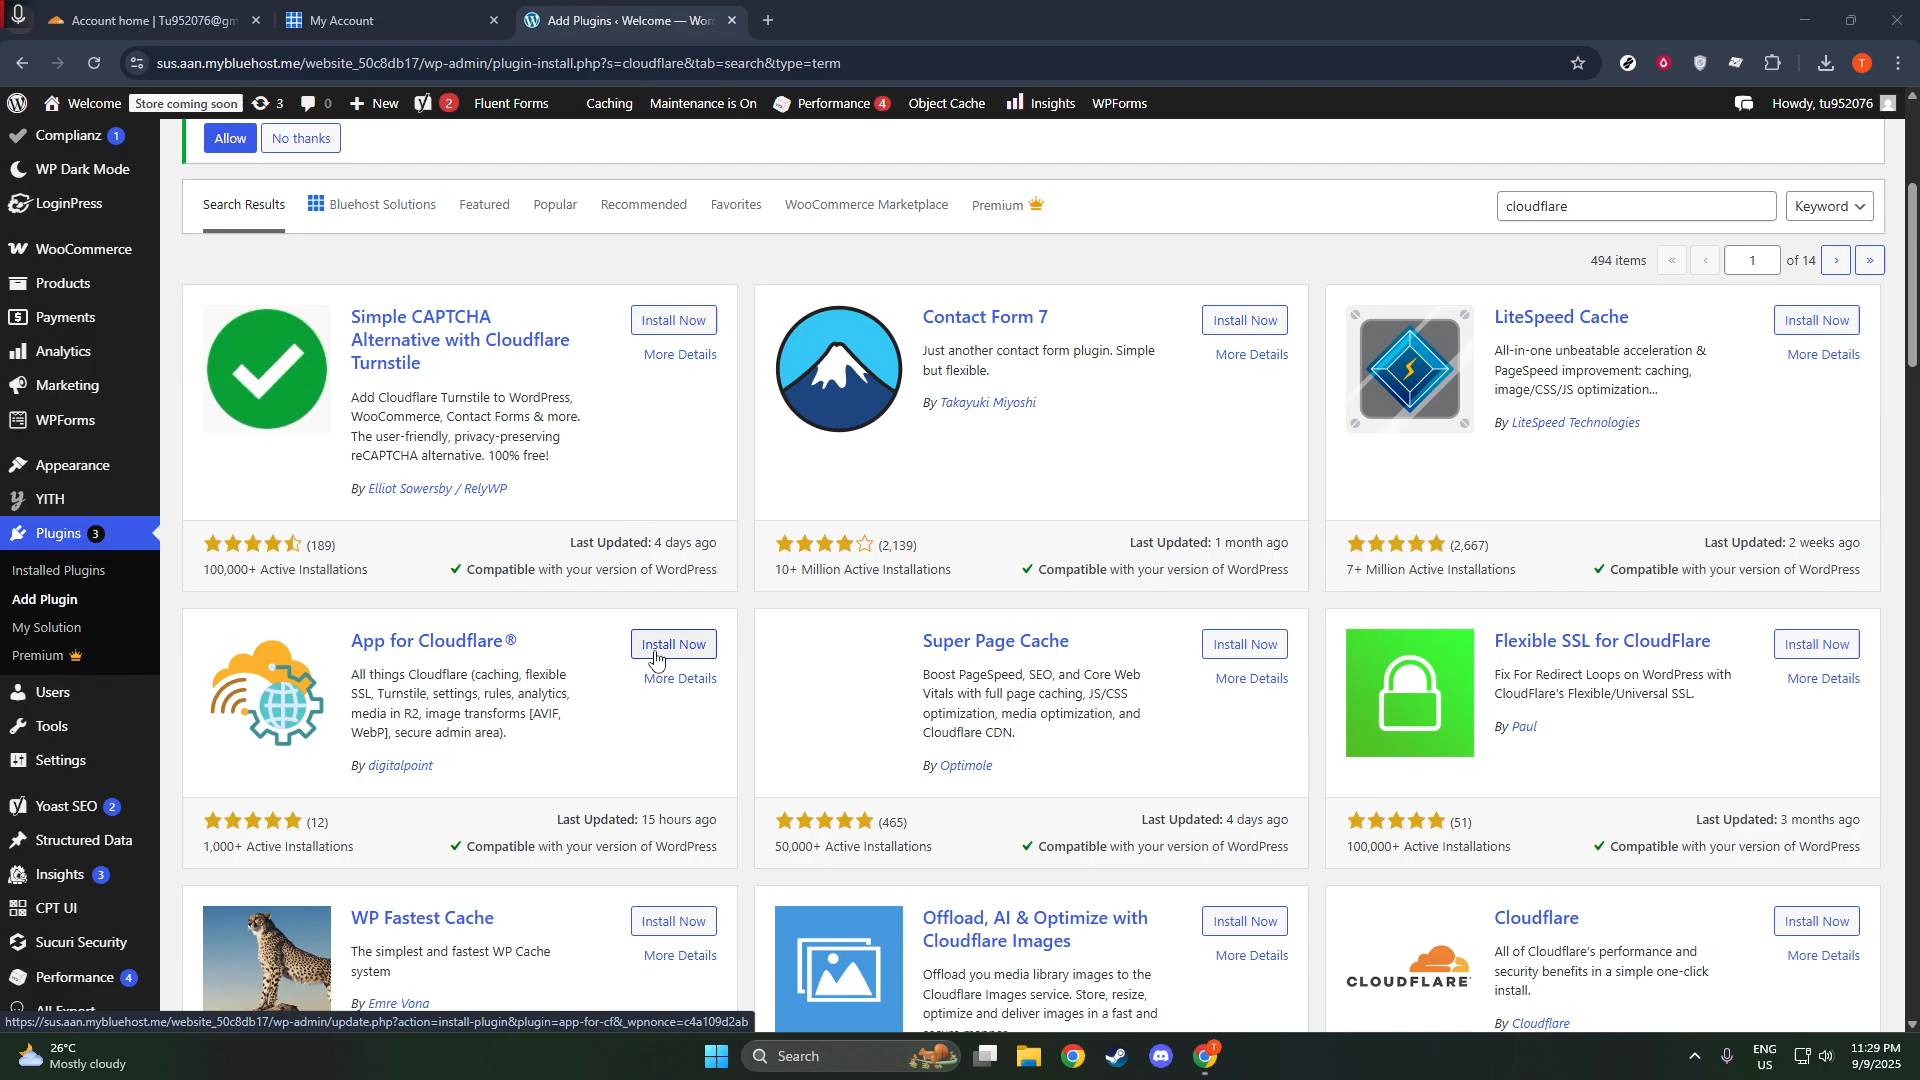 Account home | Tu952076@gm
My Account
Add Plugins ‹ Welcome — Wor
sus.aan.mybluehost.me/website_50c8db17/wp-admin/plugin-install.php?s=cloudflare&tab=search&type=term
T
Welcome
Store coming soon
3
0
New
2
Fluent Forms
Caching
Maintenance is On
Performance 4
Object Cache
Insights
WPForms
Howdy, tu952076
Complianz 1
WP Dark Mode
LoginPress
WooCommerce
Products
Payments
Analytics
Marketing
WPForms
Appearance
YITH
Plugins 3
Installed Plugins
Add Plugin
My Solution
Premium
Users
Tools
Settings
Yoast SEO 2
Structured Data
Insights 3
CPT UI
Sucuri Security
Performance 4
All Export
Allow
No thanks
Search Results
Bluehost Solutions
Featured
Popular
Recommended
Favorites
WooCommerce Marketplace
Premium
cloudflare
Keyword
494 items
«
‹
1
of 14
›
»
Simple CAPTCHA
Alternative with Cloudflare
Turnstile
Install Now
More Details
Add Cloudflare Turnstile to WordPress,
WooCommerce, Contact Forms & more.
The user-friendly, privacy-preserving
reCAPTCHA alternative. 100% free!
By Elliot Sowersby / RelyWP
(189)
Last Updated: 4 days ago
100,000+ Active Installations
Compatible with your version of WordPress
Contact Form 7
Install Now
More Details
Just another contact form plugin. Simple
but flexible.
By Takayuki Miyoshi
(2,139)
Last Updated: 1 month ago
10+ Million Active Installations
Compatible with your version of WordPress
LiteSpeed Cache
Install Now
More Details
All-in-one unbeatable acceleration &
PageSpeed improvement: caching,
image/CSS/JS optimization...
By LiteSpeed Technologies
(2,667)
Last Updated: 2 weeks ago
7+ Million Active Installations
Compatible with your version of WordPress
App for Cloudflare®
Install Now
More Details
All things Cloudflare (caching, flexible
SSL, Turnstile, settings, rules, analytics,
media in R2, image transforms [AVIF,
WebP], secure admin area).
By digitalpoint
(12)
Last Updated: 15 hours ago
1,000+ Active Installations
Compatible with your version of WordPress
Super Page Cache
Install Now
More Details
Boost PageSpeed, SEO, and Core Web
Vitals with full page caching, JS/CSS
optimization, media optimization, and
Cloudflare CDN.
By Optimole
(465)
Last Updated: 4 days ago
50,000+ Active Installations
Compatible with your version of WordPress
Flexible SSL for CloudFlare
Install Now
More Details
Fix For Redirect Loops on WordPress with
CloudFlare's Flexible/Universal SSL.
By Paul
(51)
Last Updated: 3 months ago
100,000+ Active Installations
Compatible with your version of WordPress
WP Fastest Cache
Install Now
More Details
The simplest and fastest WP Cache
system
By Emre Vona
Offload, AI & Optimize with
Cloudflare Images
Install Now
More Details
Offload you media library images to the
Cloudflare Images service. Store, resize,
optimize and deliver images in a fast and
secure manner.
Cloudflare
Install Now
More Details
CLOUDFLARE
All of Cloudflare's performance and
security benefits in a simple one-click
install.
By Cloudflare
https://sus.aan.mybluehost.me/website_50c8db17/wp-admin/update.php?action=install-plugin&plugin=app-for-cf&_wpnonce=c4a109d2ab
26°C
Mostly cloudy
Search
T
ENG
US
11:29 PM
9/9/2025